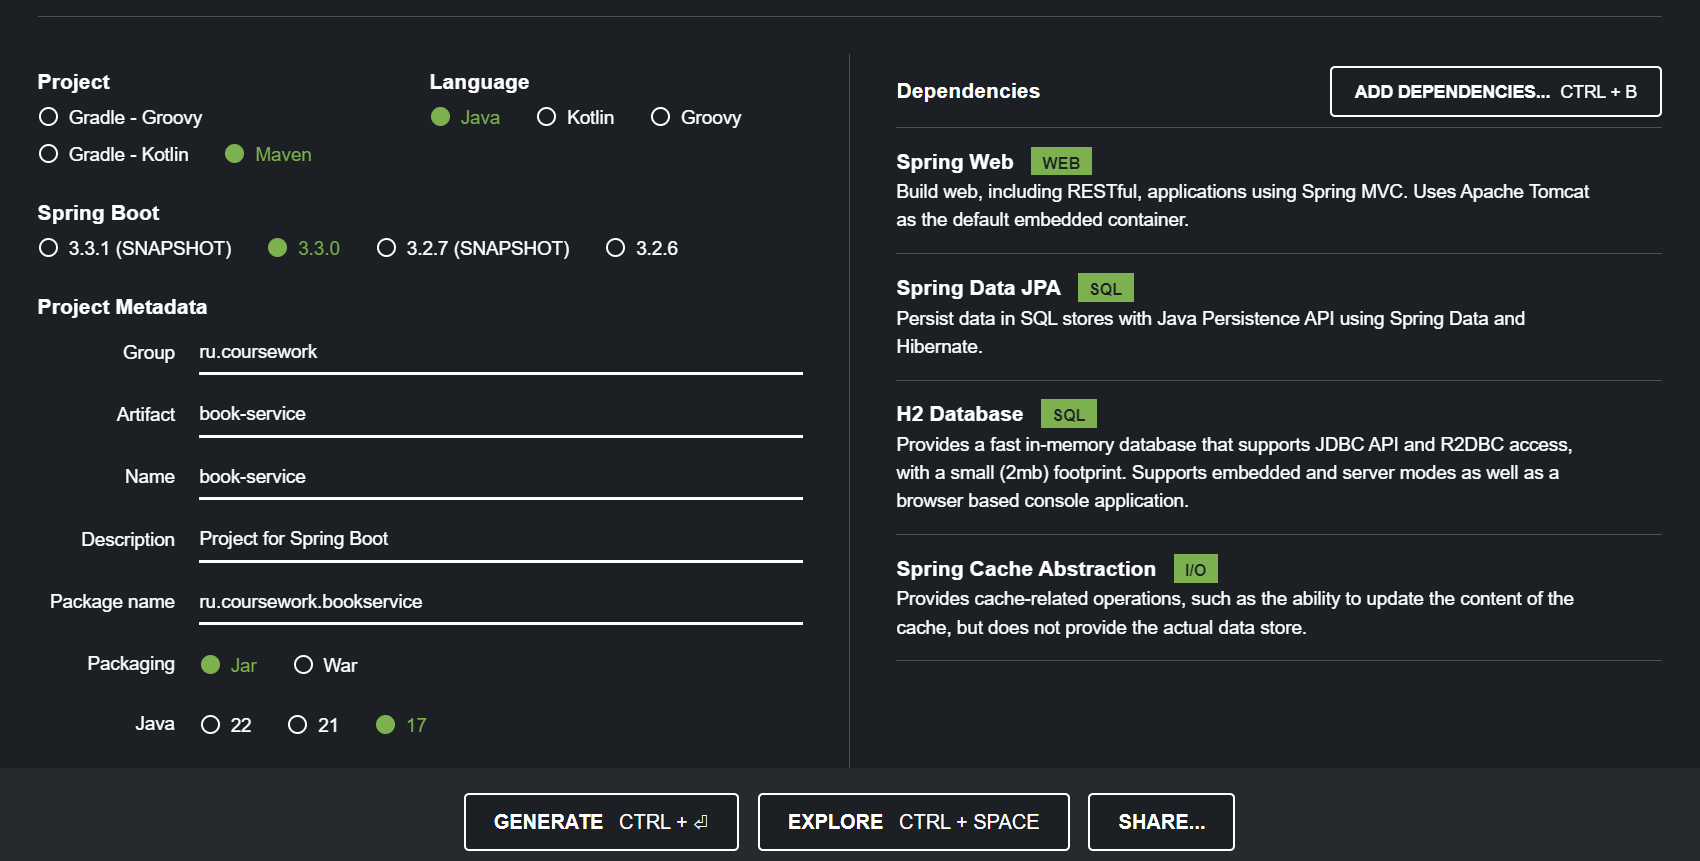 Project
Gradle - Groovy
Gradle - Kotlin Maven
Language
Java Kotlin Groovy
Spring Boot
3.3.1 (SNAPSHOT) 3.3.0 3.2.7 (SNAPSHOT) 3.2.6
Project Metadata
Group ru.coursework
Artifact book-service
Name book-service
Description Project for Spring Boot
Package name ru.coursework.bookservice
Packaging Jar War
Java 22 21 17
Dependencies
ADD DEPENDENCIES... CTRL + B
Spring Web WEB
Build web, including RESTful, applications using Spring MVC. Uses Apache Tomcat
as the default embedded container.
Spring Data JPA SQL
Persist data in SQL stores with Java Persistence API using Spring Data and
Hibernate.
H2 Database SQL
Provides a fast in-memory database that supports JDBC API and R2DBC access,
with a small (2mb) footprint. Supports embedded and server modes as well as a
browser based console application.
Spring Cache Abstraction I/O
Provides cache-related operations, such as the ability to update the content of the
cache, but does not provide the actual data store.
GENERATE CTRL + ⏎
EXPLORE CTRL + SPACE
SHARE...